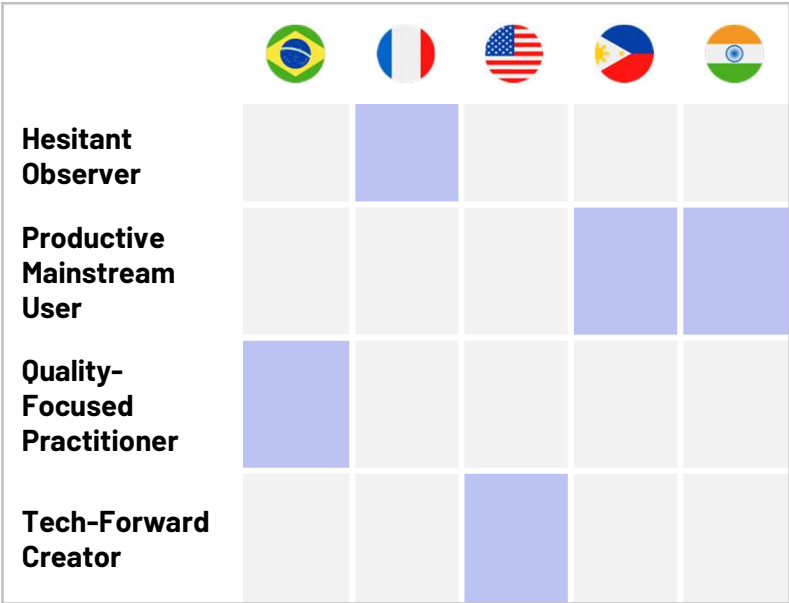 Hesitant
Observer
Productive
Mainstream
User
Quality-
Focused
Practitioner
Tech-Forward
Creator